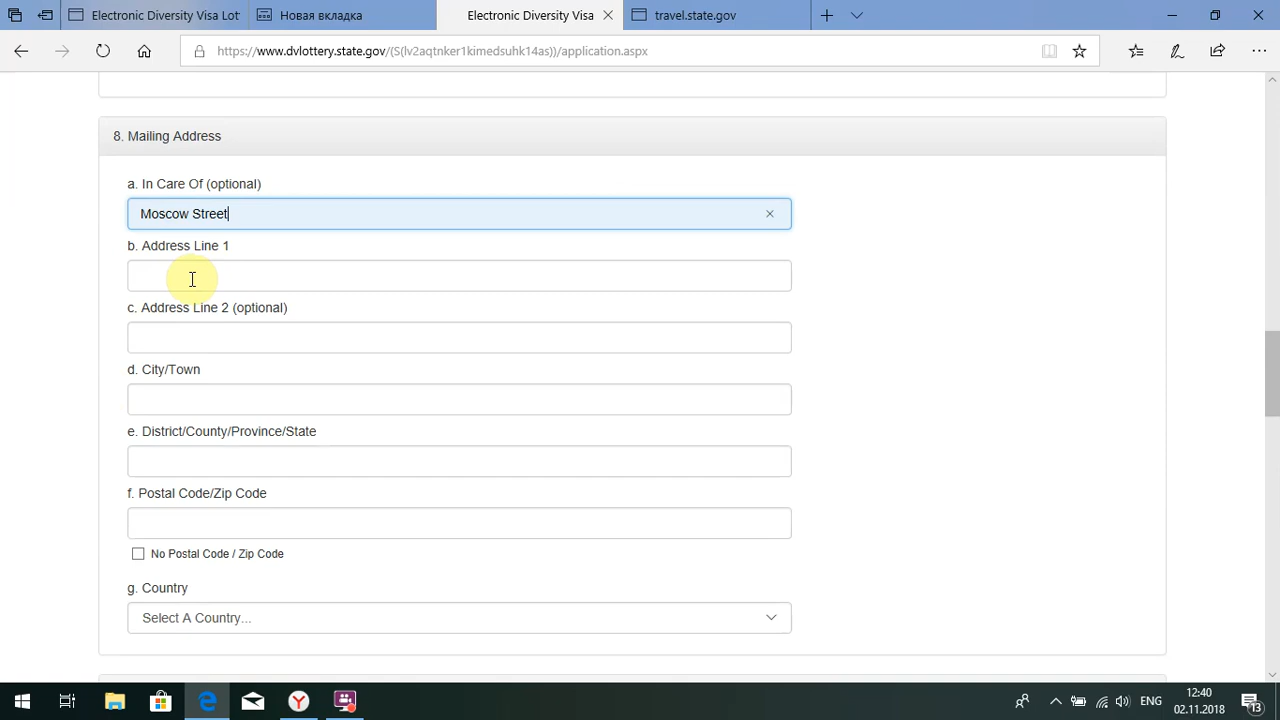 Electronic Diversity Visa Lot
Новая вкладка
Electronic Diversity Visa
travel.state.gov
https://www.dvlottery.state.gov/(S(lv2aqtnker1kimedsuhk14as))/application.aspx
8. Mailing Address
a. In Care Of (optional)
Moscow Street
b. Address Line 1
c. Address Line 2 (optional)
d. City/Town
e. District/County/Province/State
f. Postal Code/Zip Code
No Postal Code / Zip Code
g. Country
Select A Country...
ENG
12:40
02.11.2018
13